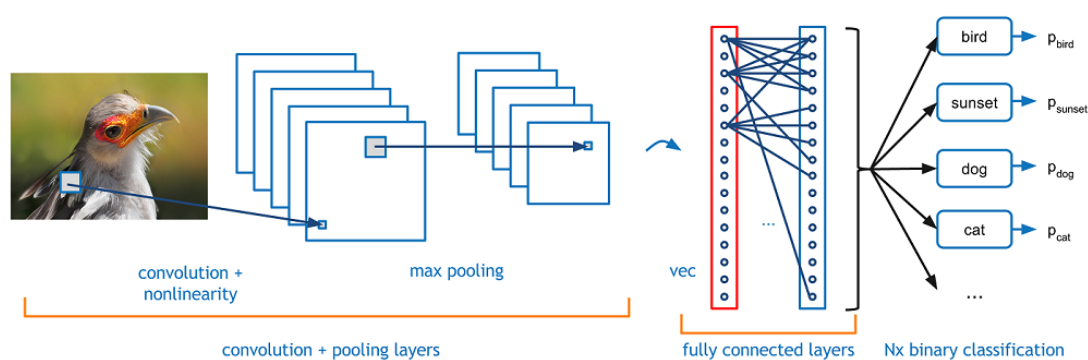 bird
p_bird
sunset
p_sunset
dog
p_dog
cat
p_cat
...
...
convolution +
nonlinearity
max pooling
vec
convolution + pooling layers
fully connected layers
Nx binary classification